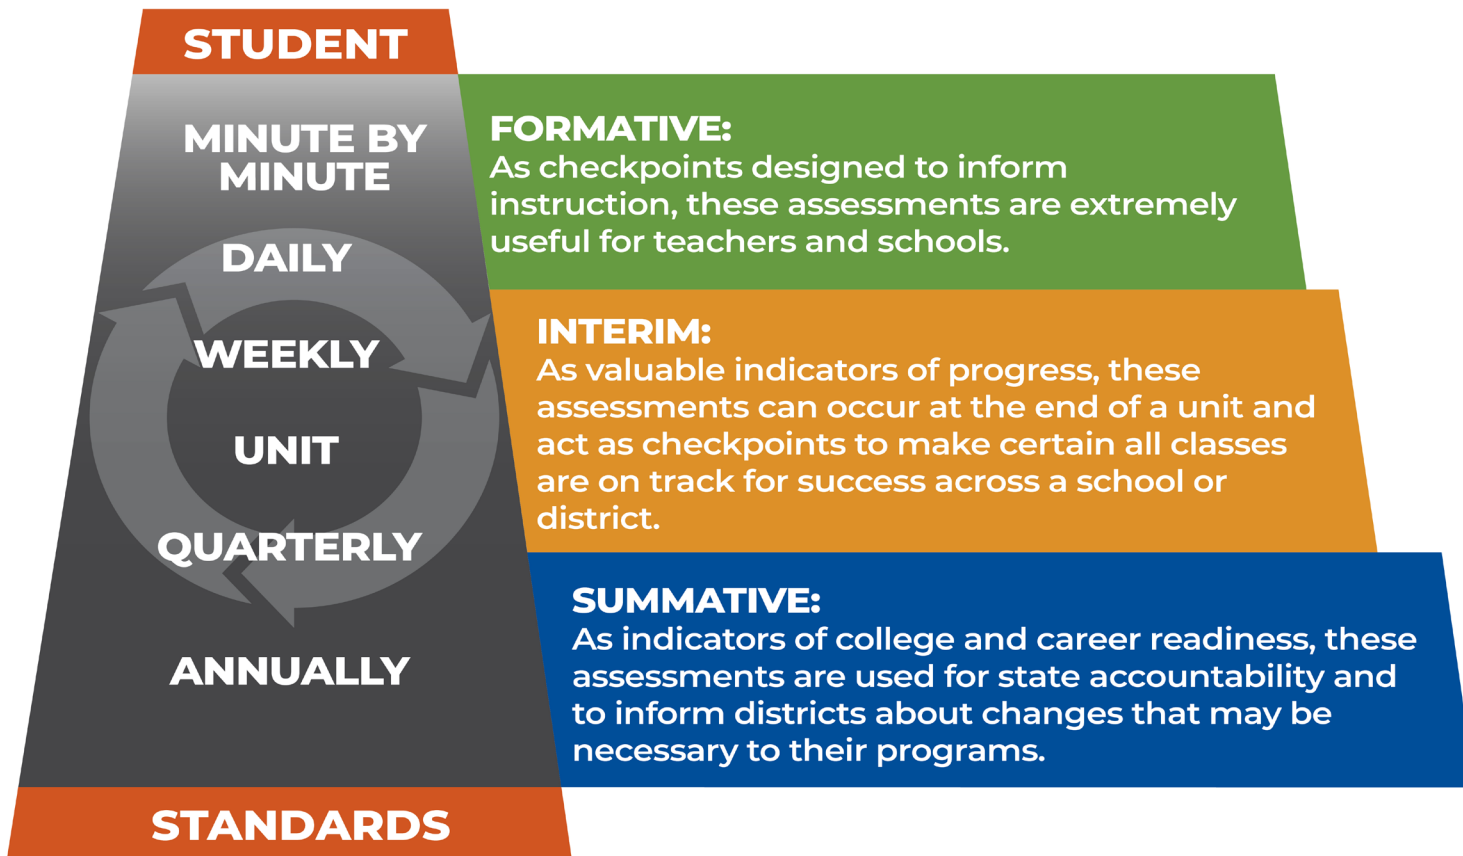 STUDENT
MINUTE BY
MINUTE
DAILY
WEEKLY
UNIT
QUARTERLY
ANNUALLY
STANDARDS
FORMATIVE:
As checkpoints designed to inform
instruction, these assessments are extremely
useful for teachers and schools.
INTERIM:
As valuable indicators of progress, these
assessments can occur at the end of a unit and
act as checkpoints to make certain all classes
are on track for success across a school or
district.
SUMMATIVE:
As indicators of college and career readiness, these
assessments are used for state accountability and
to inform districts about changes that may be
necessary to their programs.